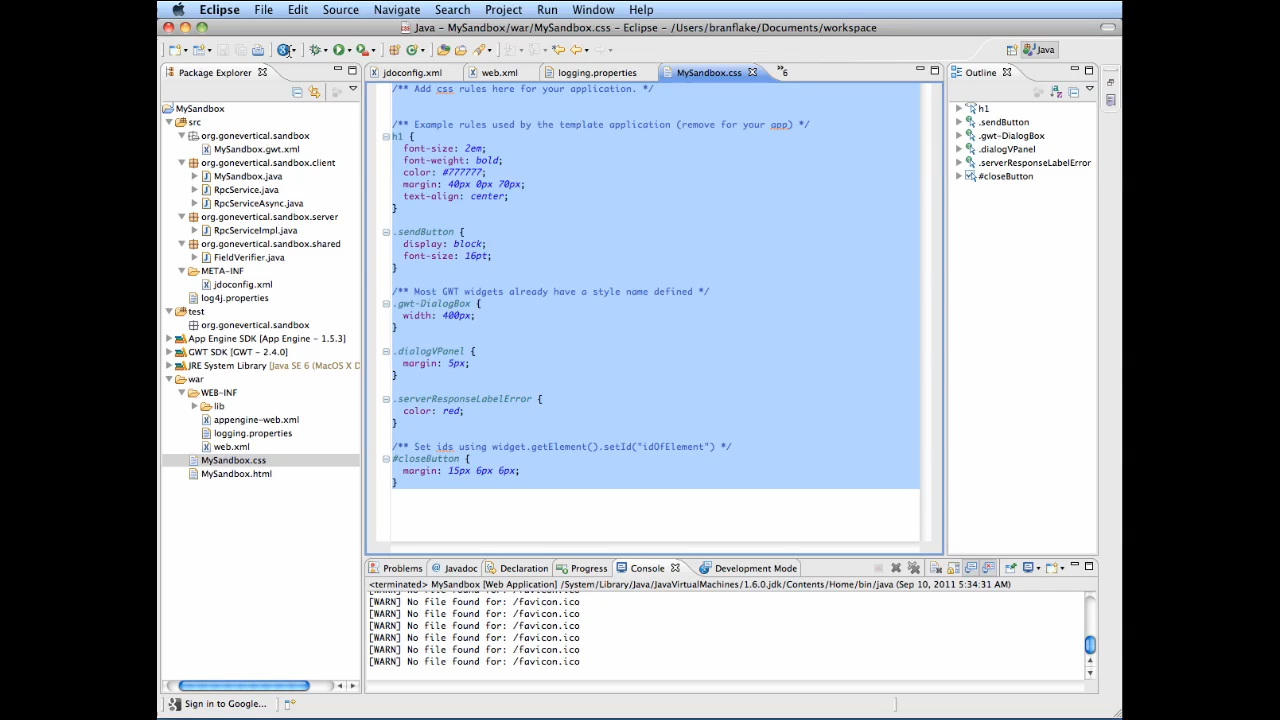 Eclipse File Edit Source Navigate Search Project Run Window Help
Java – MySandbox/war/MySandbox.css – Eclipse – /Users/branflake/Documents/workspace
Java
Package Explorer
MySandbox
src
org.gonevertical.sandbox
MySandbox.gwt.xml
org.gonevertical.sandbox.client
MySandbox.java
RpcService.java
RpcServiceAsync.java
org.gonevertical.sandbox.server
RpcServiceImpl.java
org.gonevertical.sandbox.shared
FieldVerifier.java
META-INF
jdoconfig.xml
log4j.properties
test
org.gonevertical.sandbox
App Engine SDK [App Engine – 1.5.3]
GWT SDK [GWT – 2.4.0]
JRE System Library [Java SE 6 (MacOS X D
war
WEB-INF
lib
appengine-web.xml
logging.properties
web.xml
MySandbox.css
MySandbox.html
jdoconfig.xml web.xml logging.properties MySandbox.css »6
/** Add css rules here for your application. */
/** Example rules used by the template application (remove for your app) */
h1 {
font-size: 2em;
font-weight: bold;
color: #777777;
margin: 40px 0px 70px;
text-align: center;
}
.sendButton {
display: block;
font-size: 16pt;
}
/** Most GWT widgets already have a style name defined */
.gwt-DialogBox {
width: 400px;
}
.dialogVPanel {
margin: 5px;
}
.serverResponseLabelError {
color: red;
}
/** Set ids using widget.getElement().setId("idOfElement") */
#closeButton {
margin: 15px 6px 6px;
}
Outline
h1
.sendButton
.gwt-DialogBox
.dialogVPanel
.serverResponseLabelError
#closeButton
Problems Javadoc Declaration Progress Console Development Mode
<terminated> MySandbox [Web Application] /System/Library/Java/JavaVirtualMachines/1.6.0.jdk/Contents/Home/bin/java (Sep 10, 2011 5:34:31 AM)
[WARN] No file found for: /favicon.ico
[WARN] No file found for: /favicon.ico
[WARN] No file found for: /favicon.ico
[WARN] No file found for: /favicon.ico
[WARN] No file found for: /favicon.ico
[WARN] No file found for: /favicon.ico
[WARN] No file found for: /favicon.ico
Sign in to Google...